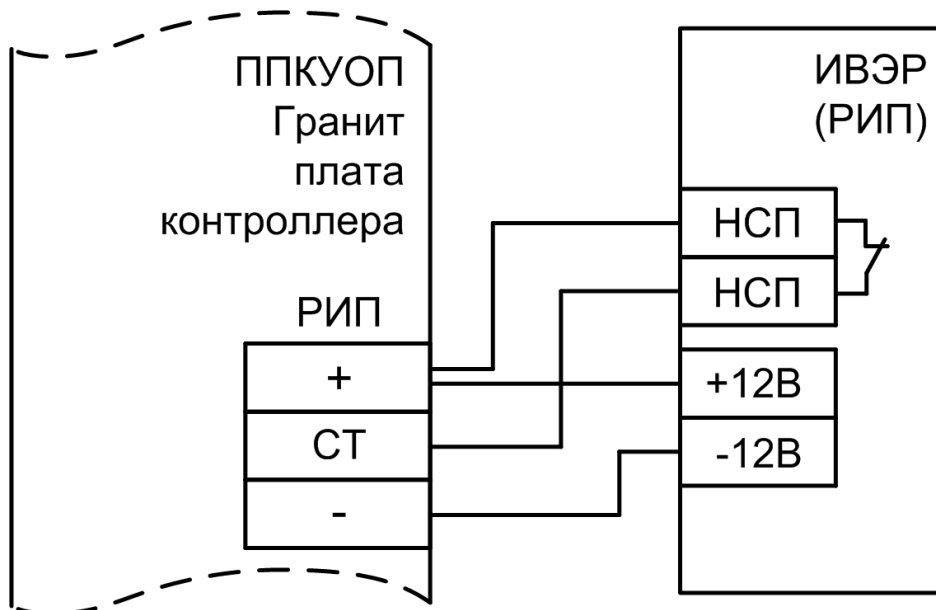 ППКУОП
Гранит
плата
контроллера
РИП
+
СТ
-
ИВЭР
(РИП)
НСП
НСП
+12В
-12В